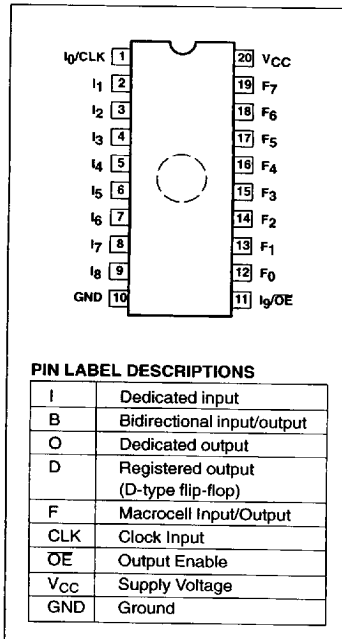 I0/CLK 1 20 VCC
I1 2 19 F7
I2 3 18 F6
I3 4 17 F5
I4 5 16 F4
I5 6 15 F3
I6 7 14 F2
I7 8 13 F1
I8 9 12 F0
GND 10 11 I9/O̅E̅
PIN LABEL DESCRIPTIONS
I Dedicated input
B Bidirectional input/output
O Dedicated output
D Registered output
(D-type flip-flop)
F Macrocell Input/Output
CLK Clock Input
O̅E̅ Output Enable
VCC Supply Voltage
GND Ground